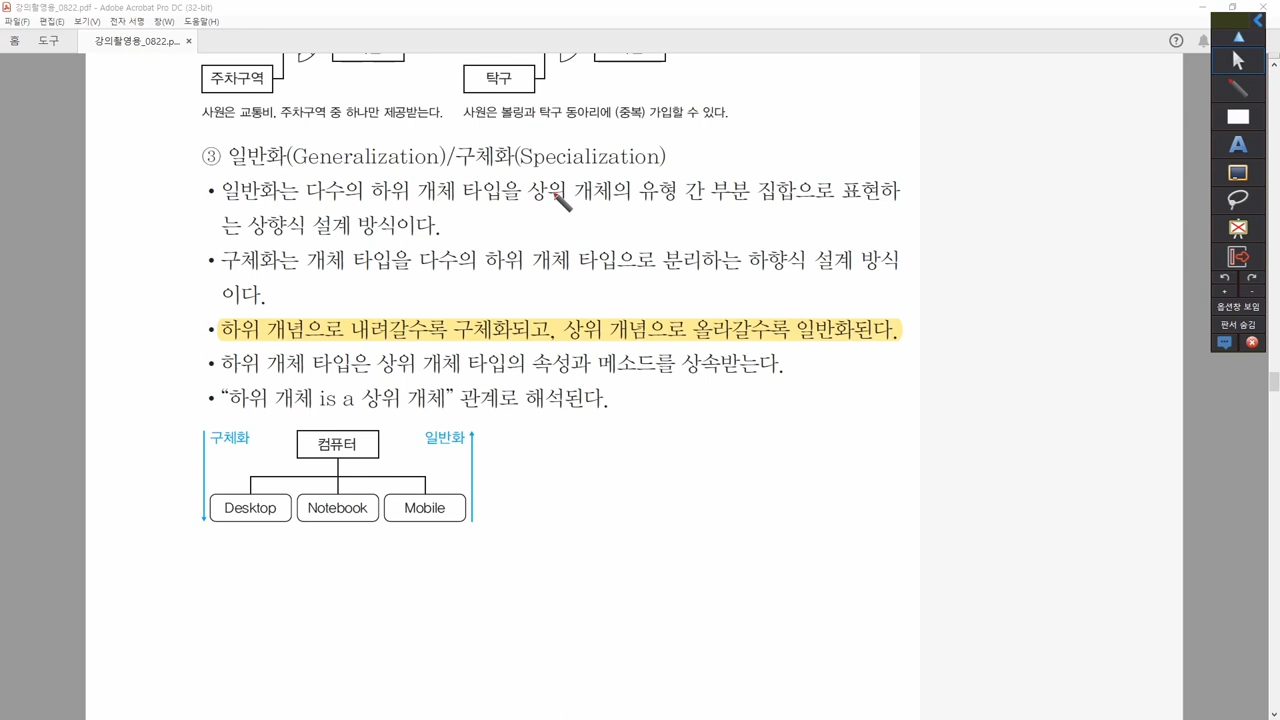 강의촬영용_0822.pdf - Adobe Acrobat Pro DC (32-bit)
파일(F) 편집(E) 보기(V) 전자 서명 창(W) 도움말(H)
홈 도구 강의촬영용_0822.p... ×
주차구역 탁구
사원은 교통비, 주차구역 중 하나만 제공받는다. 사원은 볼링과 탁구 동아리에 (중복) 가입할 수 있다.
③ 일반화(Generalization)/구체화(Specialization)
• 일반화는 다수의 하위 개체 타입을 상위 개체의 유형 간 부분 집합으로 표현하
는 상향식 설계 방식이다.
• 구체화는 개체 타입을 다수의 하위 개체 타입으로 분리하는 하향식 설계 방식
이다.
• 하위 개념으로 내려갈수록 구체화되고, 상위 개념으로 올라갈수록 일반화된다.
• 하위 개체 타입은 상위 개체 타입의 속성과 메소드를 상속받는다.
• “하위 개체 is a 상위 개체” 관계로 해석된다.
구체화 컴퓨터 일반화
Desktop Notebook Mobile
옵션창 보임
판서 숨김